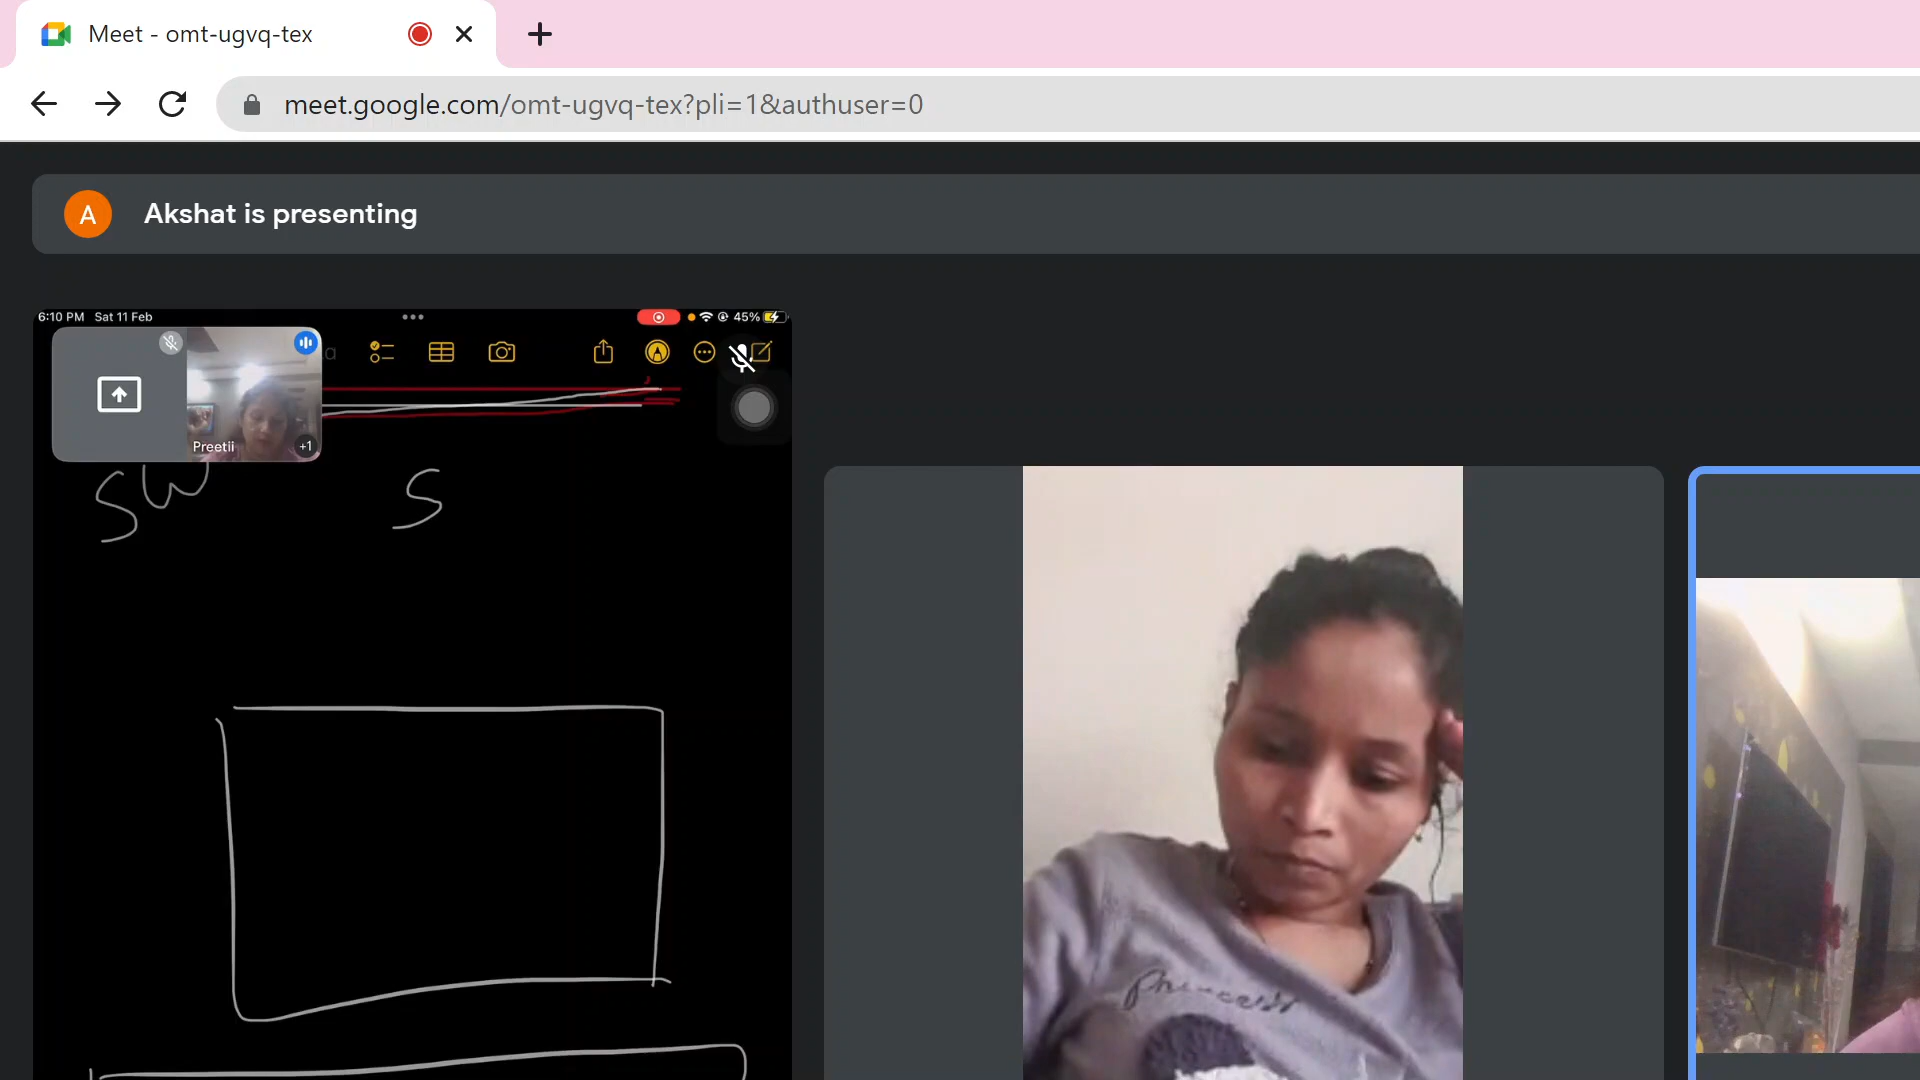 Meet - omt-ugvq-tex
meet.google.com/omt-ugvq-tex?pli=1&authuser=0
A Akshat is presenting
6:10 PM Sat 11 Feb 45%
a
Preetii +1
SW S
Princess